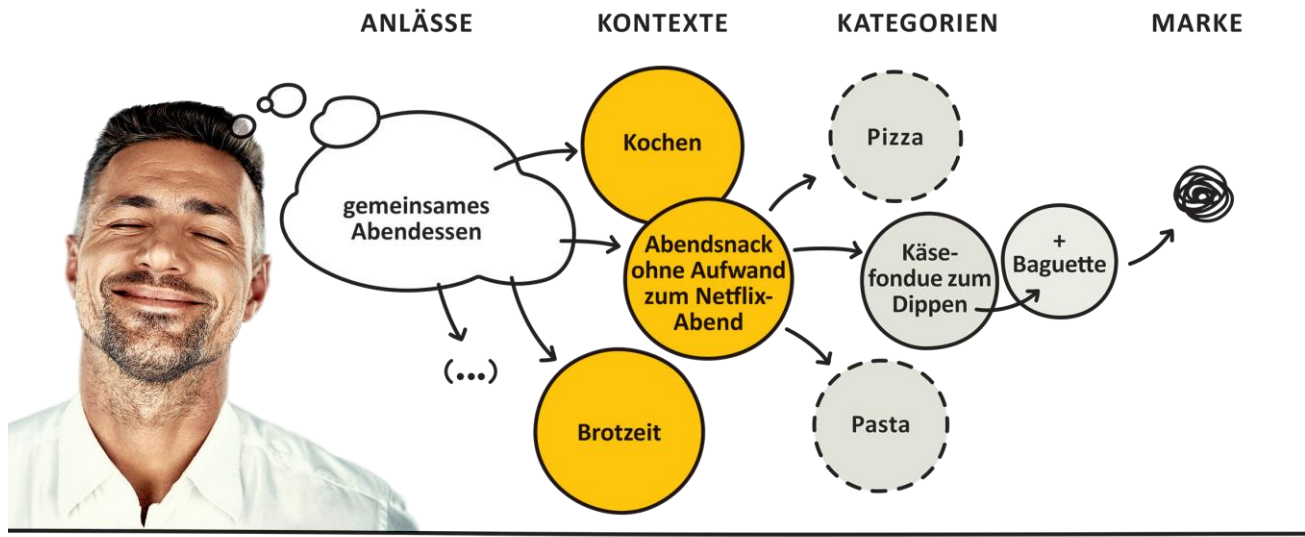 ANLÄSSE
KONTEXTE
KATEGORIEN
MARKE
gemeinsames
Abendessen
(...)
Kochen
Abendsnack
ohne Aufwand
zum Netflix-
Abend
Brotzeit
Pizza
Käse-
fondue zum
Dippen
+
Baguette
Pasta